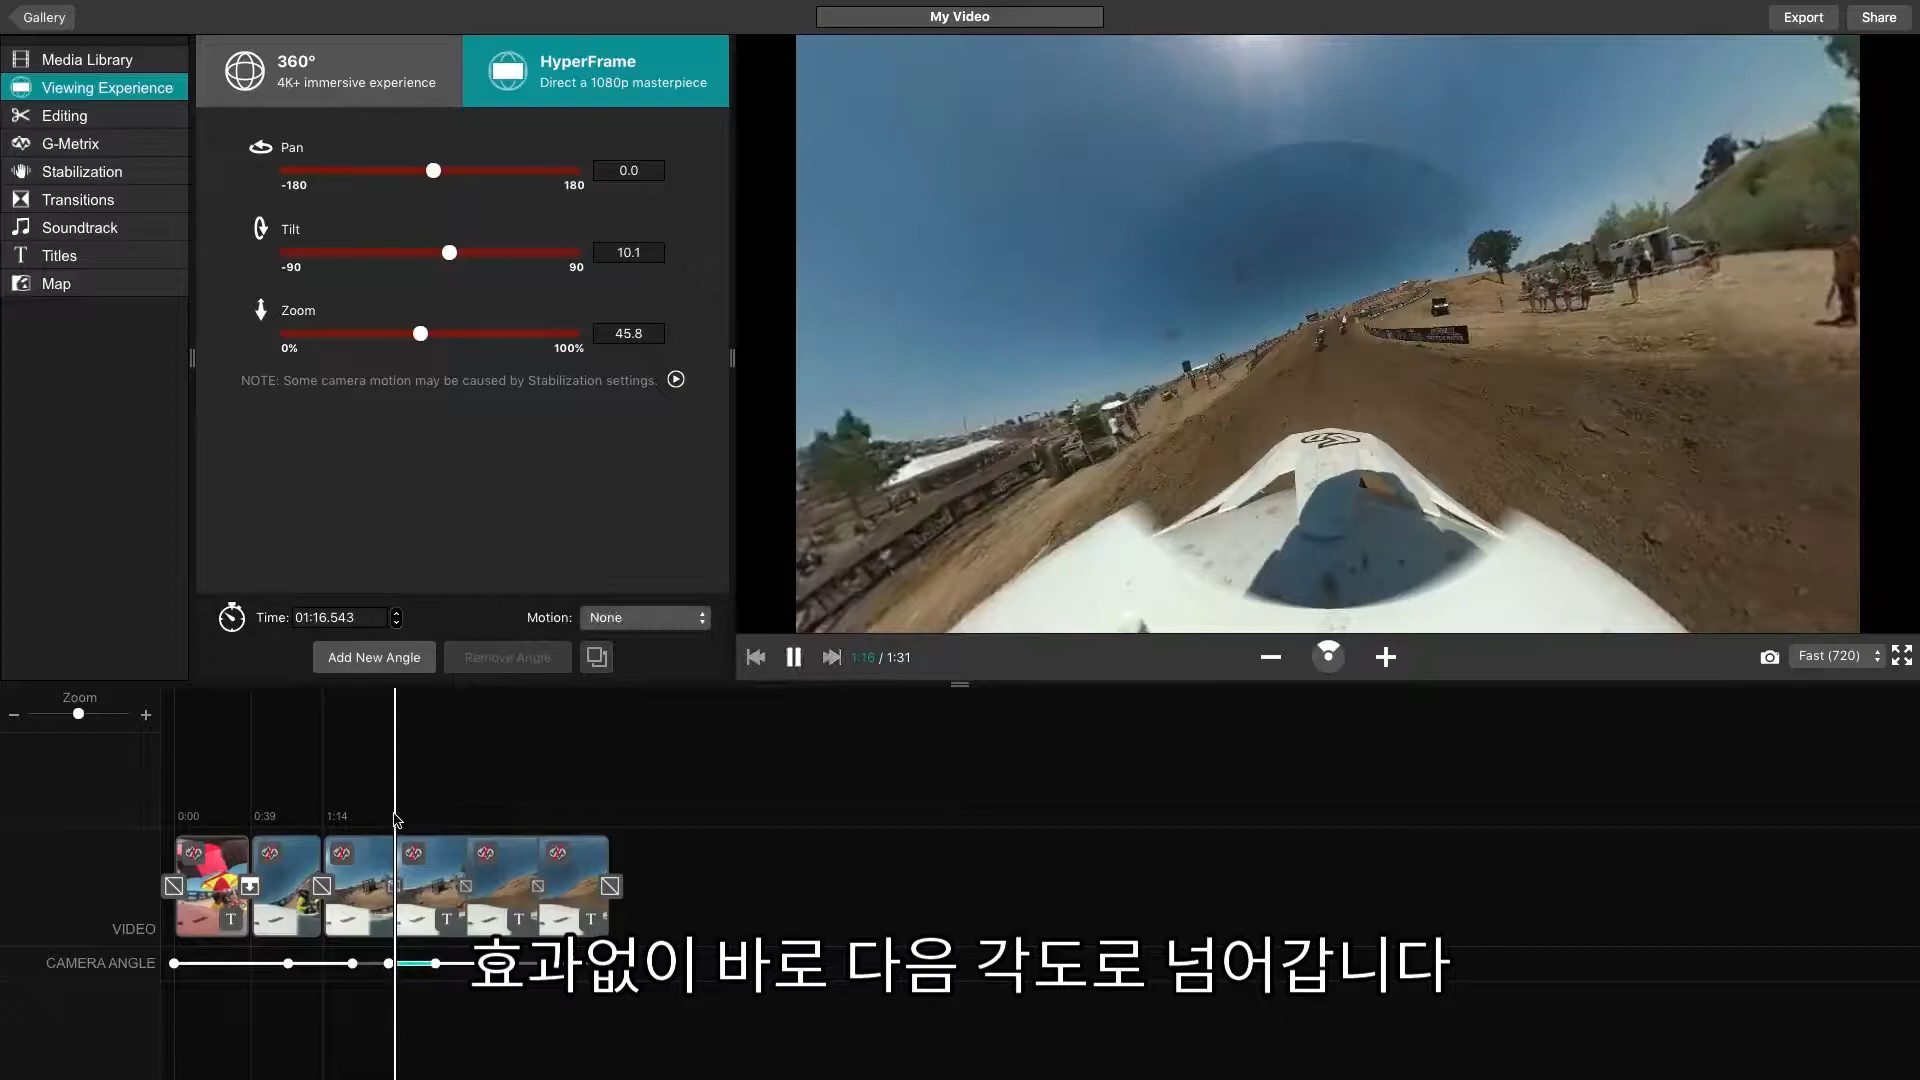 Gallery
My Video
Export
Share
Media Library
Viewing Experience
Editing
G-Metrix
Stabilization
Transitions
Soundtrack
Titles
Map
360°
4K+ immersive experience
HyperFrame
Direct a 1080p masterpiece
Pan
0.0
-180
180
Tilt
10.1
-90
90
Zoom
45.8
0%
100%
NOTE: Some camera motion may be caused by Stabilization settings.
Time: 01:16.543
Motion: None
Add New Angle
Remove Angle
1:16 / 1:31
Fast (720)
Zoom
0:00
0:39
1:14
T
T
T
T
VIDEO
CAMERA ANGLE
효과없이 바로 다음 각도로 넘어갑니다